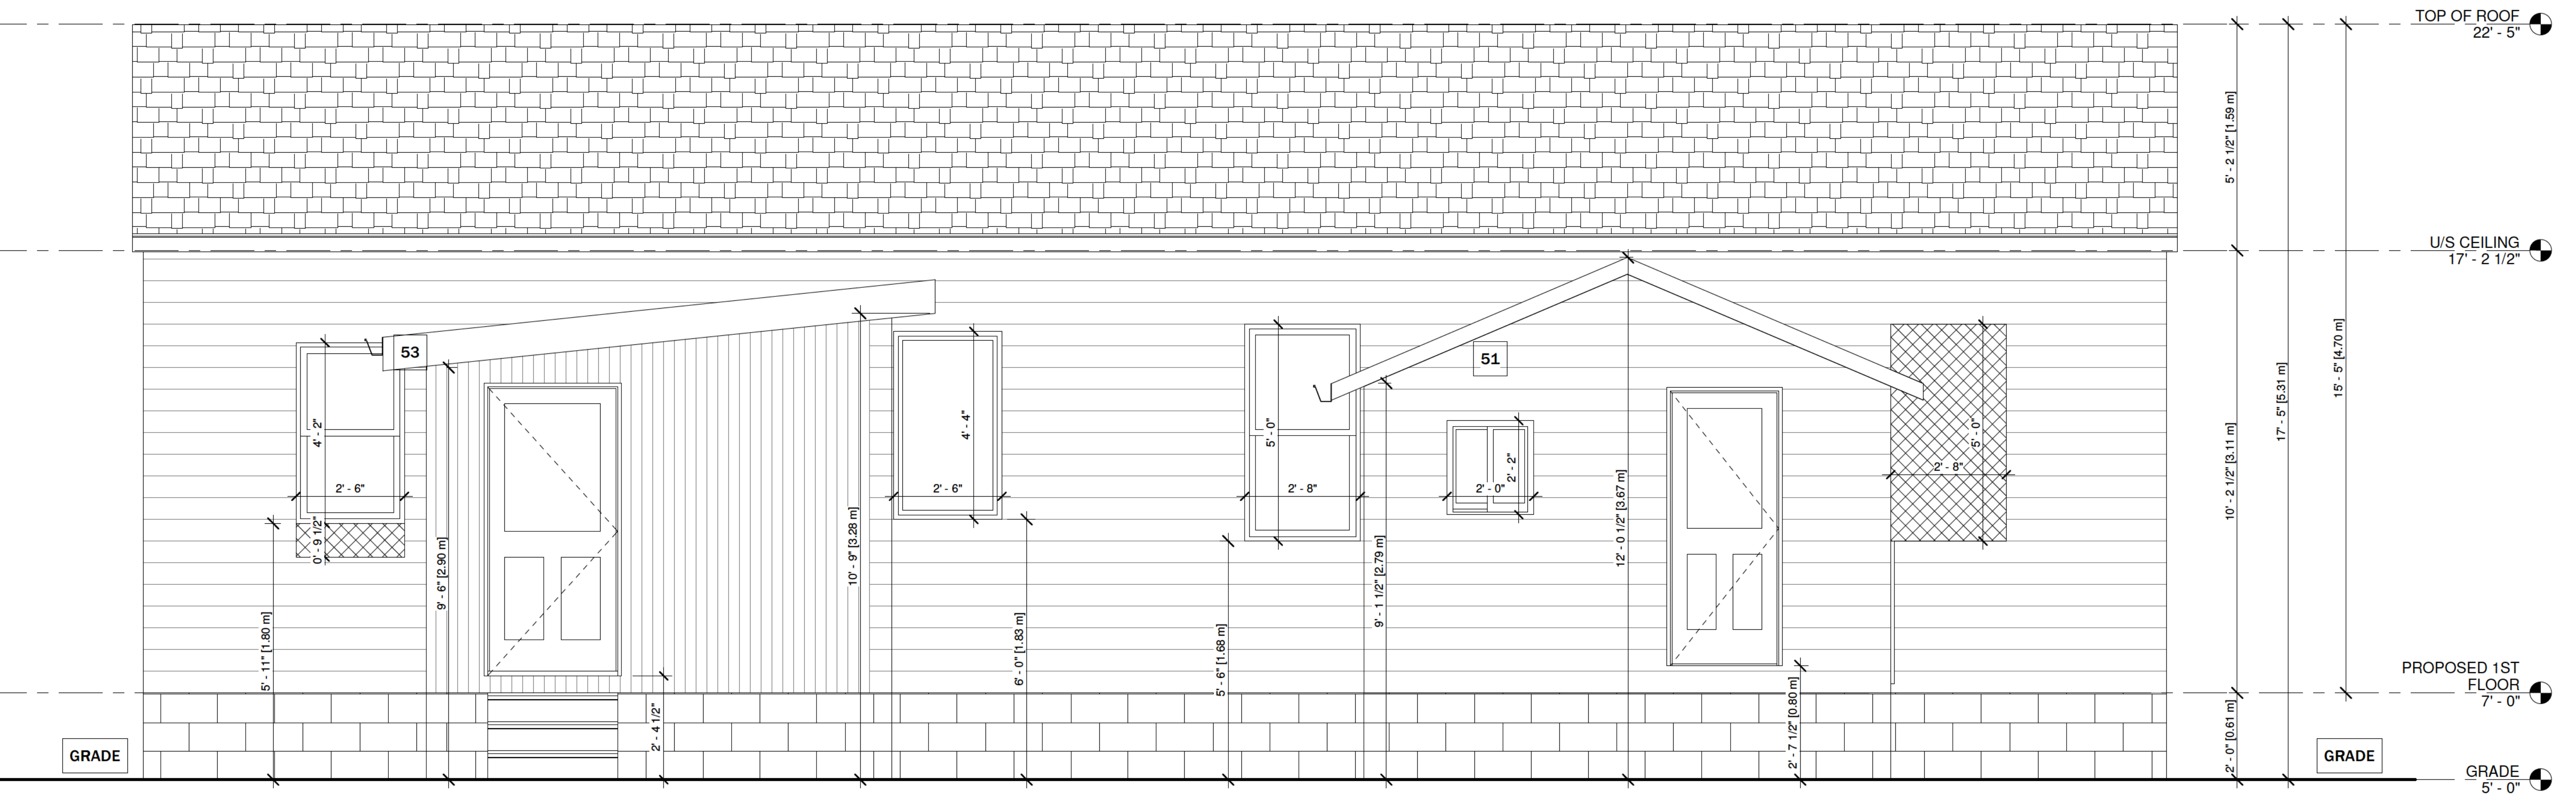 TOP OF ROOF
22' - 5"
5' - 2 1/2" [1.59 m]
U/S CEILING
17' - 2 1/2"
53
51
4' - 2"
4' - 4"
5' - 0"
2' - 2"
5' - 0"
2' - 6"
2' - 6"
2' - 8"
2' - 0"
2' - 8"
0' - 9 1/2"
5' - 11" [1.80 m]
9' - 6" [2.90 m]
2' - 4 1/2"
10' - 9" [3.28 m]
6' - 0" [1.83 m]
5' - 6" [1.68 m]
9' - 1 1/2" [2.79 m]
12' - 0 1/2" [3.67 m]
2' - 7 1/2" [0.80 m]
10' - 2 1/2" [3.11 m]
17' - 5" [5.31 m]
15' - 5" [4.70 m]
PROPOSED 1ST
FLOOR
7' - 0"
2' - 0" [0.61 m]
GRADE
GRADE
GRADE
5' - 0"